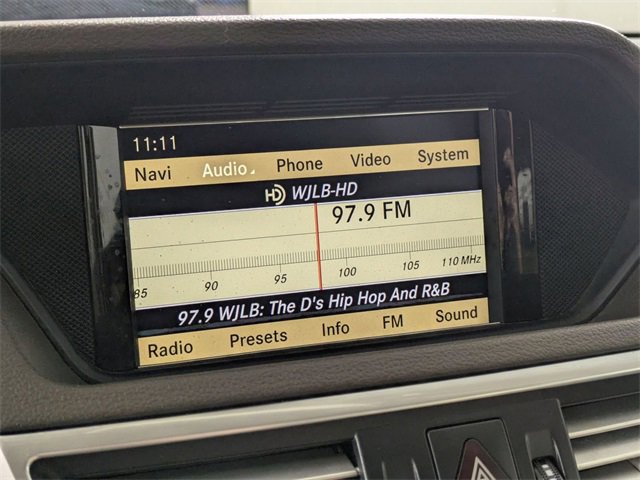 11:11
Navi Audio Phone Video System
HD WJLB-HD
97.9 FM
85 90 95 100 105 110 MHz
97.9 WJLB: The D's Hip Hop And R&B
Radio Presets Info FM Sound